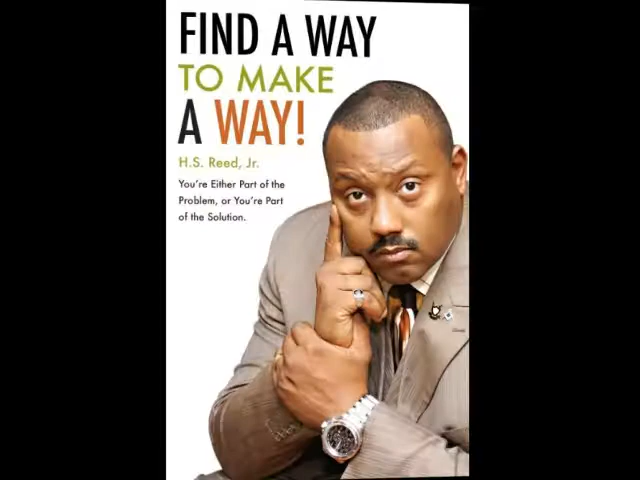 FIND A WAY
TO MAKE
A WAY!
H.S. Reed, Jr.
You're Either Part of the
Problem, or You're Part
of the Solution.